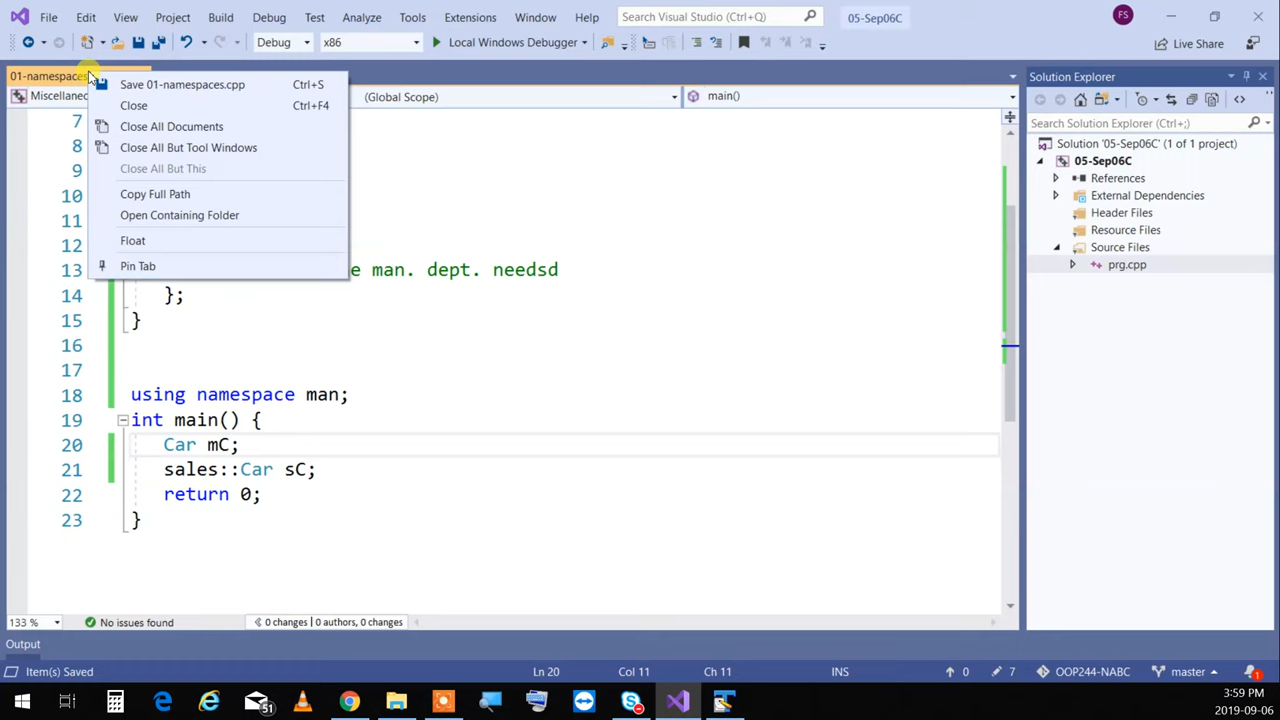 File Edit View Project Build Debug Test Analyze Tools Extensions Window Help Search Visual Studio (Ctrl+Q) 05-Sep06C FS
Debug x86 Local Windows Debugger Live Share
01-namespaces
Save 01-namespaces.cpp Ctrl+S
Close Ctrl+F4
Close All Documents
Close All But Tool Windows
Close All But This
Copy Full Path
Open Containing Folder
Float
Pin Tab
(Global Scope) main()
7
8
9
10
11
12
13 e man. dept. needsd
14 };
15 }
16
17
18 using namespace man;
19 int main() {
20 Car mC;
21 sales::Car sC;
22 return 0;
23 }
133 % No issues found 0 changes | 0 authors, 0 changes
Solution Explorer
Search Solution Explorer (Ctrl+;)
Solution '05-Sep06C' (1 of 1 project)
05-Sep06C
References
External Dependencies
Header Files
Resource Files
Source Files
prg.cpp
Output
Item(s) Saved Ln 20 Col 11 Ch 11 INS 0 7 OOP244-NABC master 1
51
3:59 PM
2019-09-06